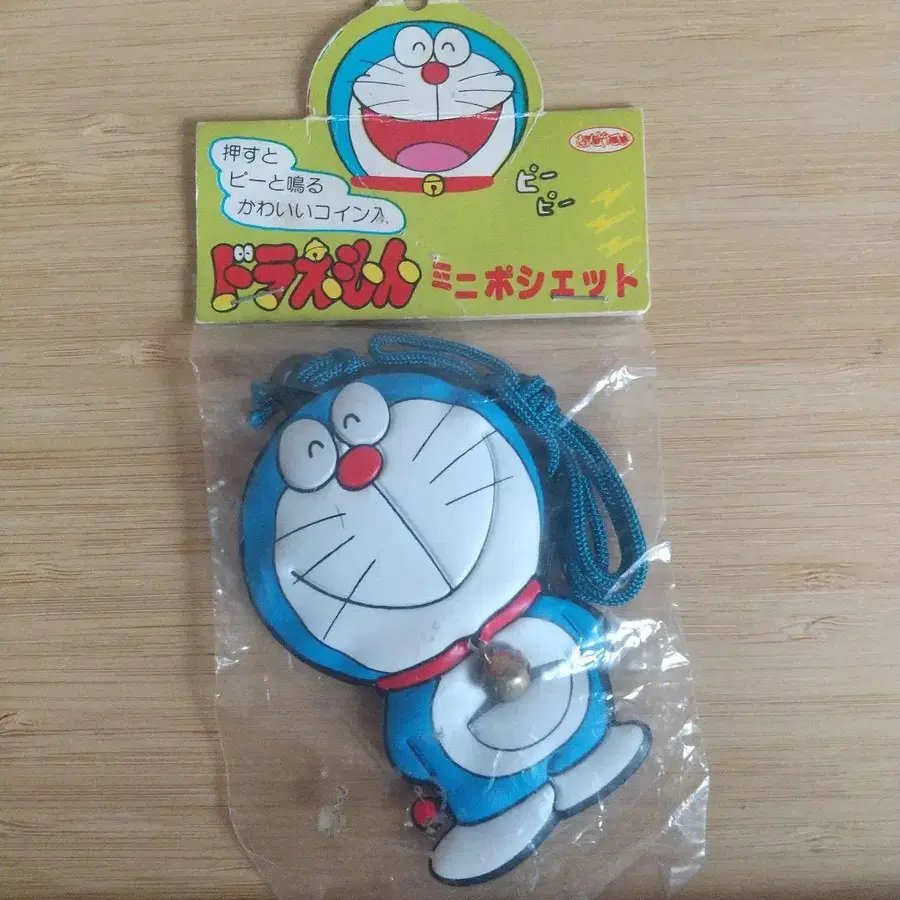 押すと
ピーと鳴る
かわいいコイン入
ピー
ピー
ドラえもん ミニポシェット